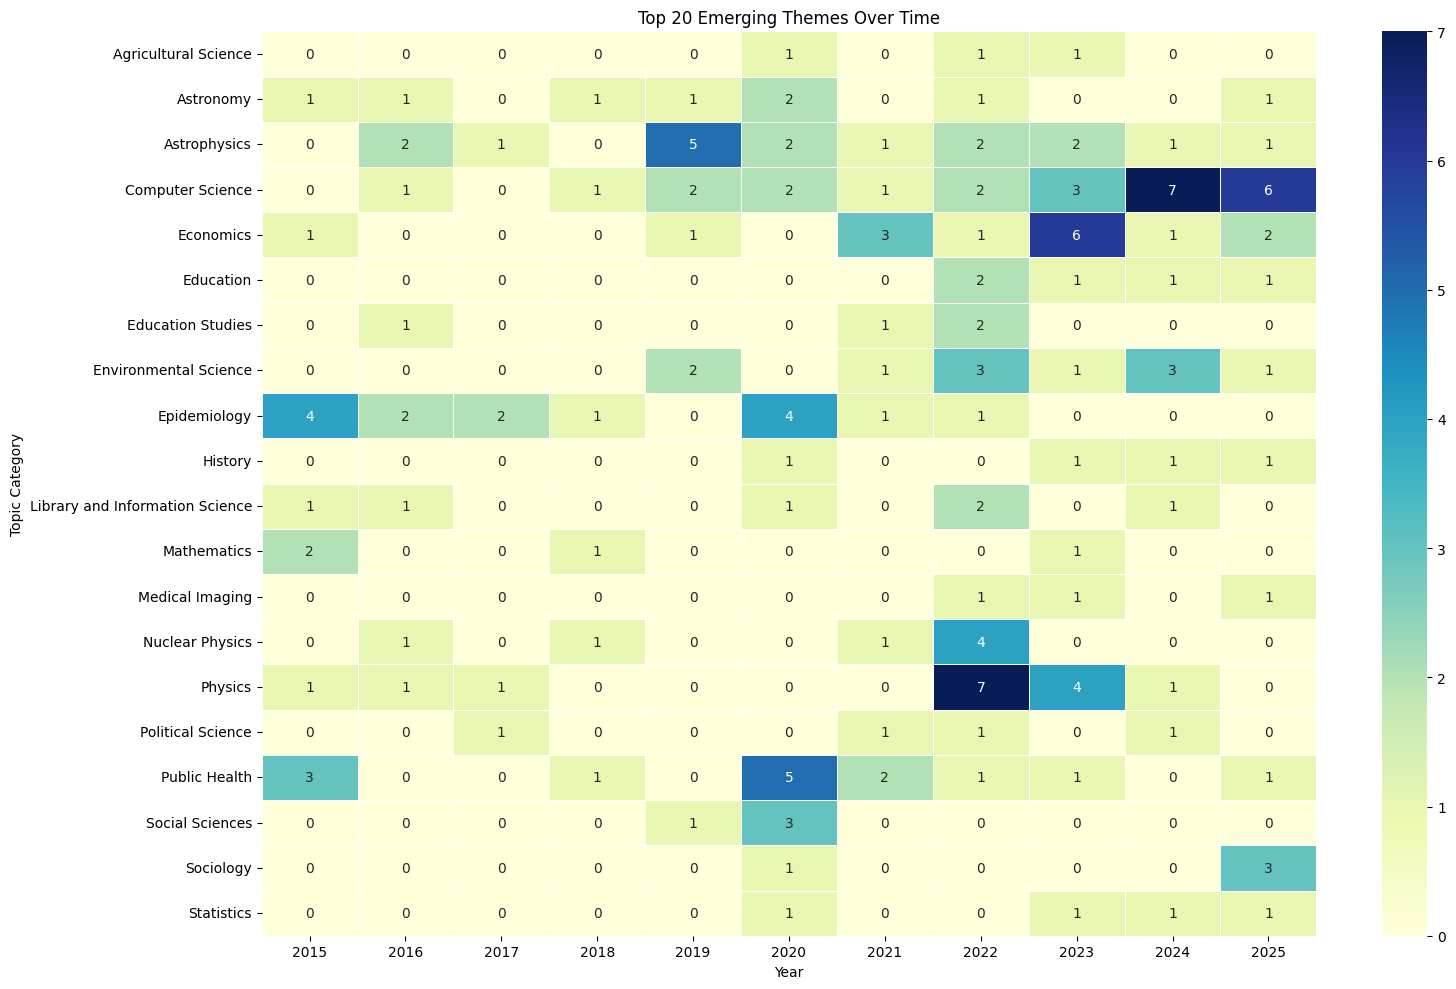 Top 20 Emerging Themes Over Time
Topic Category
Agricultural Science 0 0 0 0 0 1 0 1 1 0 0
Astronomy 1 1 0 1 1 2 0 1 0 0 1
Astrophysics 0 2 1 0 5 2 1 2 2 1 1
Computer Science 0 1 0 1 2 2 1 2 3 7 6
Economics 1 0 0 0 1 0 3 1 6 1 2
Education 0 0 0 0 0 0 0 2 1 1 1
Education Studies 0 1 0 0 0 0 1 2 0 0 0
Environmental Science 0 0 0 0 2 0 1 3 1 3 1
Epidemiology 4 2 2 1 0 4 1 1 0 0 0
History 0 0 0 0 0 1 0 0 1 1 1
Library and Information Science 1 1 0 0 0 1 0 2 0 1 0
Mathematics 2 0 0 1 0 0 0 0 1 0 0
Medical Imaging 0 0 0 0 0 0 0 1 1 0 1
Nuclear Physics 0 1 0 1 0 0 1 4 0 0 0
Physics 1 1 1 0 0 0 0 7 4 1 0
Political Science 0 0 1 0 0 0 1 1 0 1 0
Public Health 3 0 0 1 0 5 2 1 1 0 1
Social Sciences 0 0 0 0 1 3 0 0 0 0 0
Sociology 0 0 0 0 0 1 0 0 0 0 3
Statistics 0 0 0 0 0 1 0 0 1 1 1
2015 2016 2017 2018 2019 2020 2021 2022 2023 2024 2025
Year
7
6
5
4
3
2
1
0